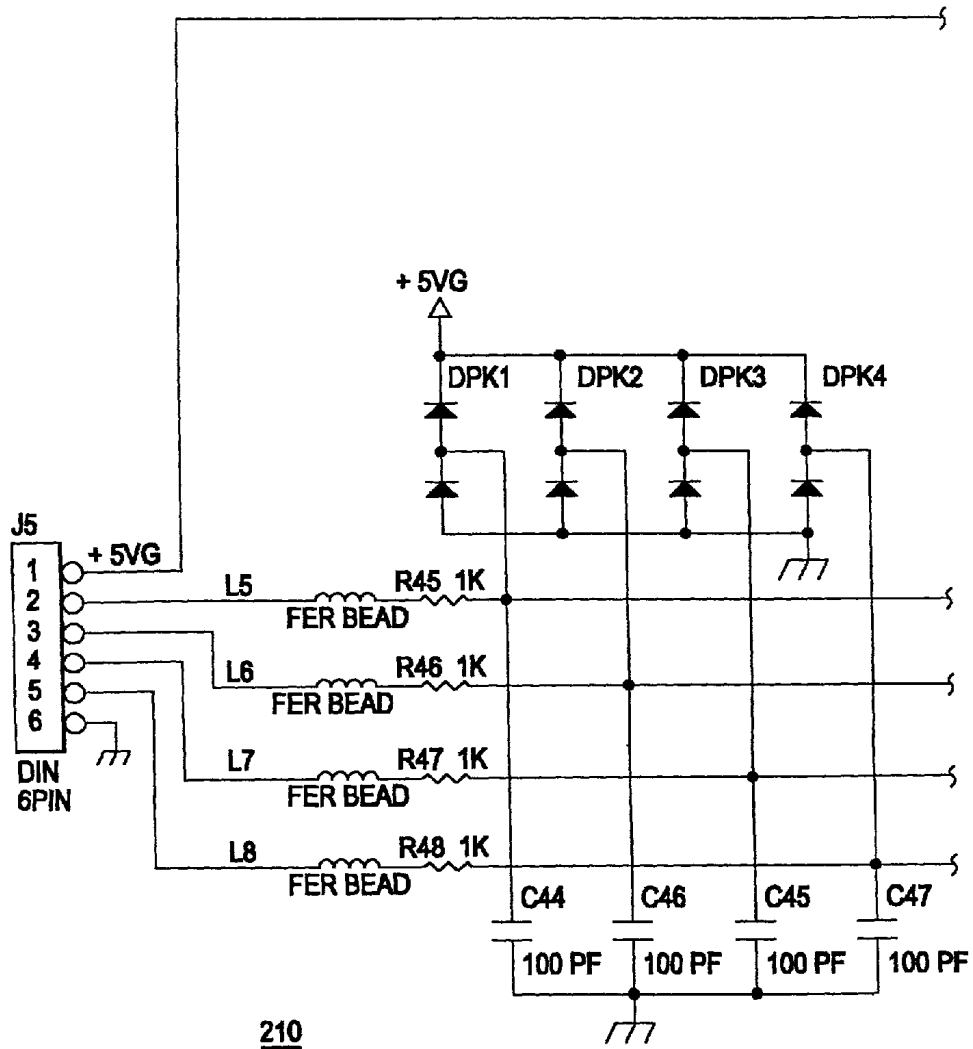 + 5VG
DPK1 DPK2 DPK3 DPK4
J5
1 + 5VG
2 L5 FER BEAD R45 1K
3 L6 FER BEAD R46 1K
4 L7 FER BEAD R47 1K
5 L8 FER BEAD R48 1K
6
DIN
6PIN
C44 C46 C45 C47
100 PF 100 PF 100 PF 100 PF
210